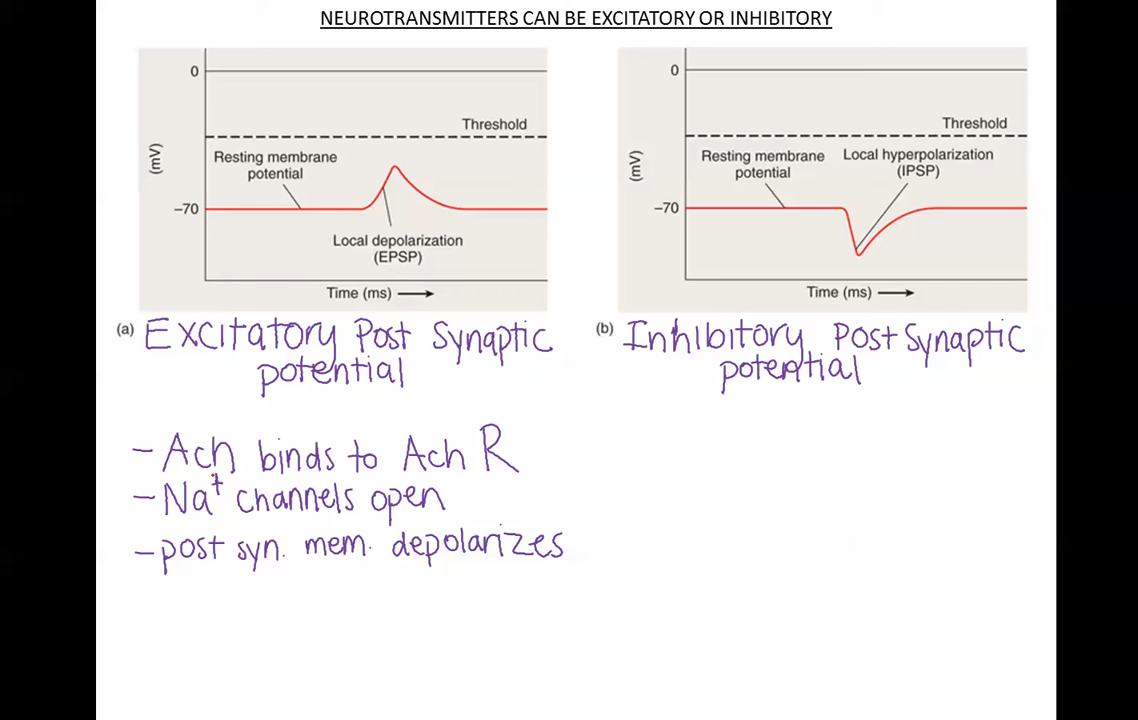 NEUROTRANSMITTERS CAN BE EXCITATORY OR INHIBITORY
0
Threshold
(mV)
Resting membrane
potential
–70
Local depolarization
(EPSP)
Time (ms)
(a) Excitatory Post Synaptic
potential
0
Threshold
(mV)
Resting membrane
potential
Local hyperpolarization
(IPSP)
–70
Time (ms)
(b) Inhibitory Post Synaptic
potential
- Ach binds to Ach R
- Na+ channels open
- post syn. mem. depolarizes